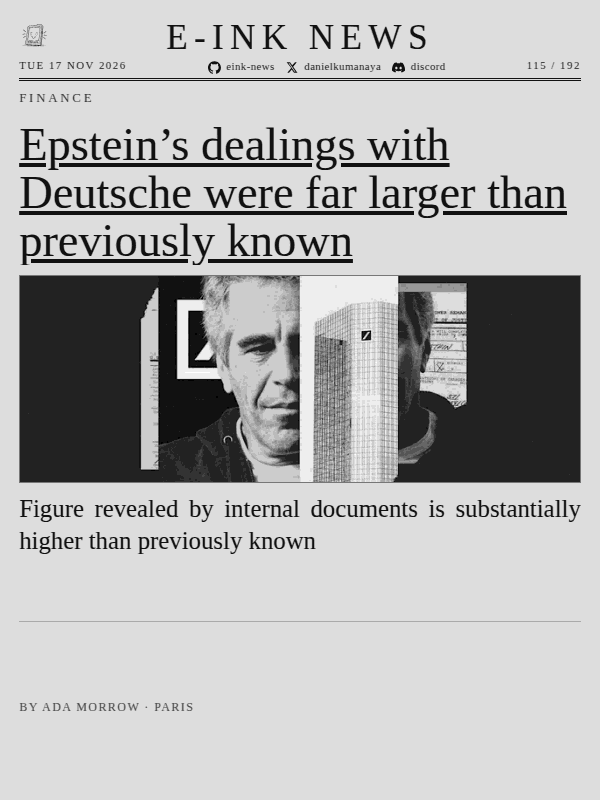 E-INK NEWS
TUE 17 NOV 2026 eink-news danielkumanaya discord 115 / 192
FINANCE
Epstein’s dealings with
Deutsche were far larger than
previously known
Figure revealed by internal documents is substantially
higher than previously known
BY ADA MORROW · PARIS